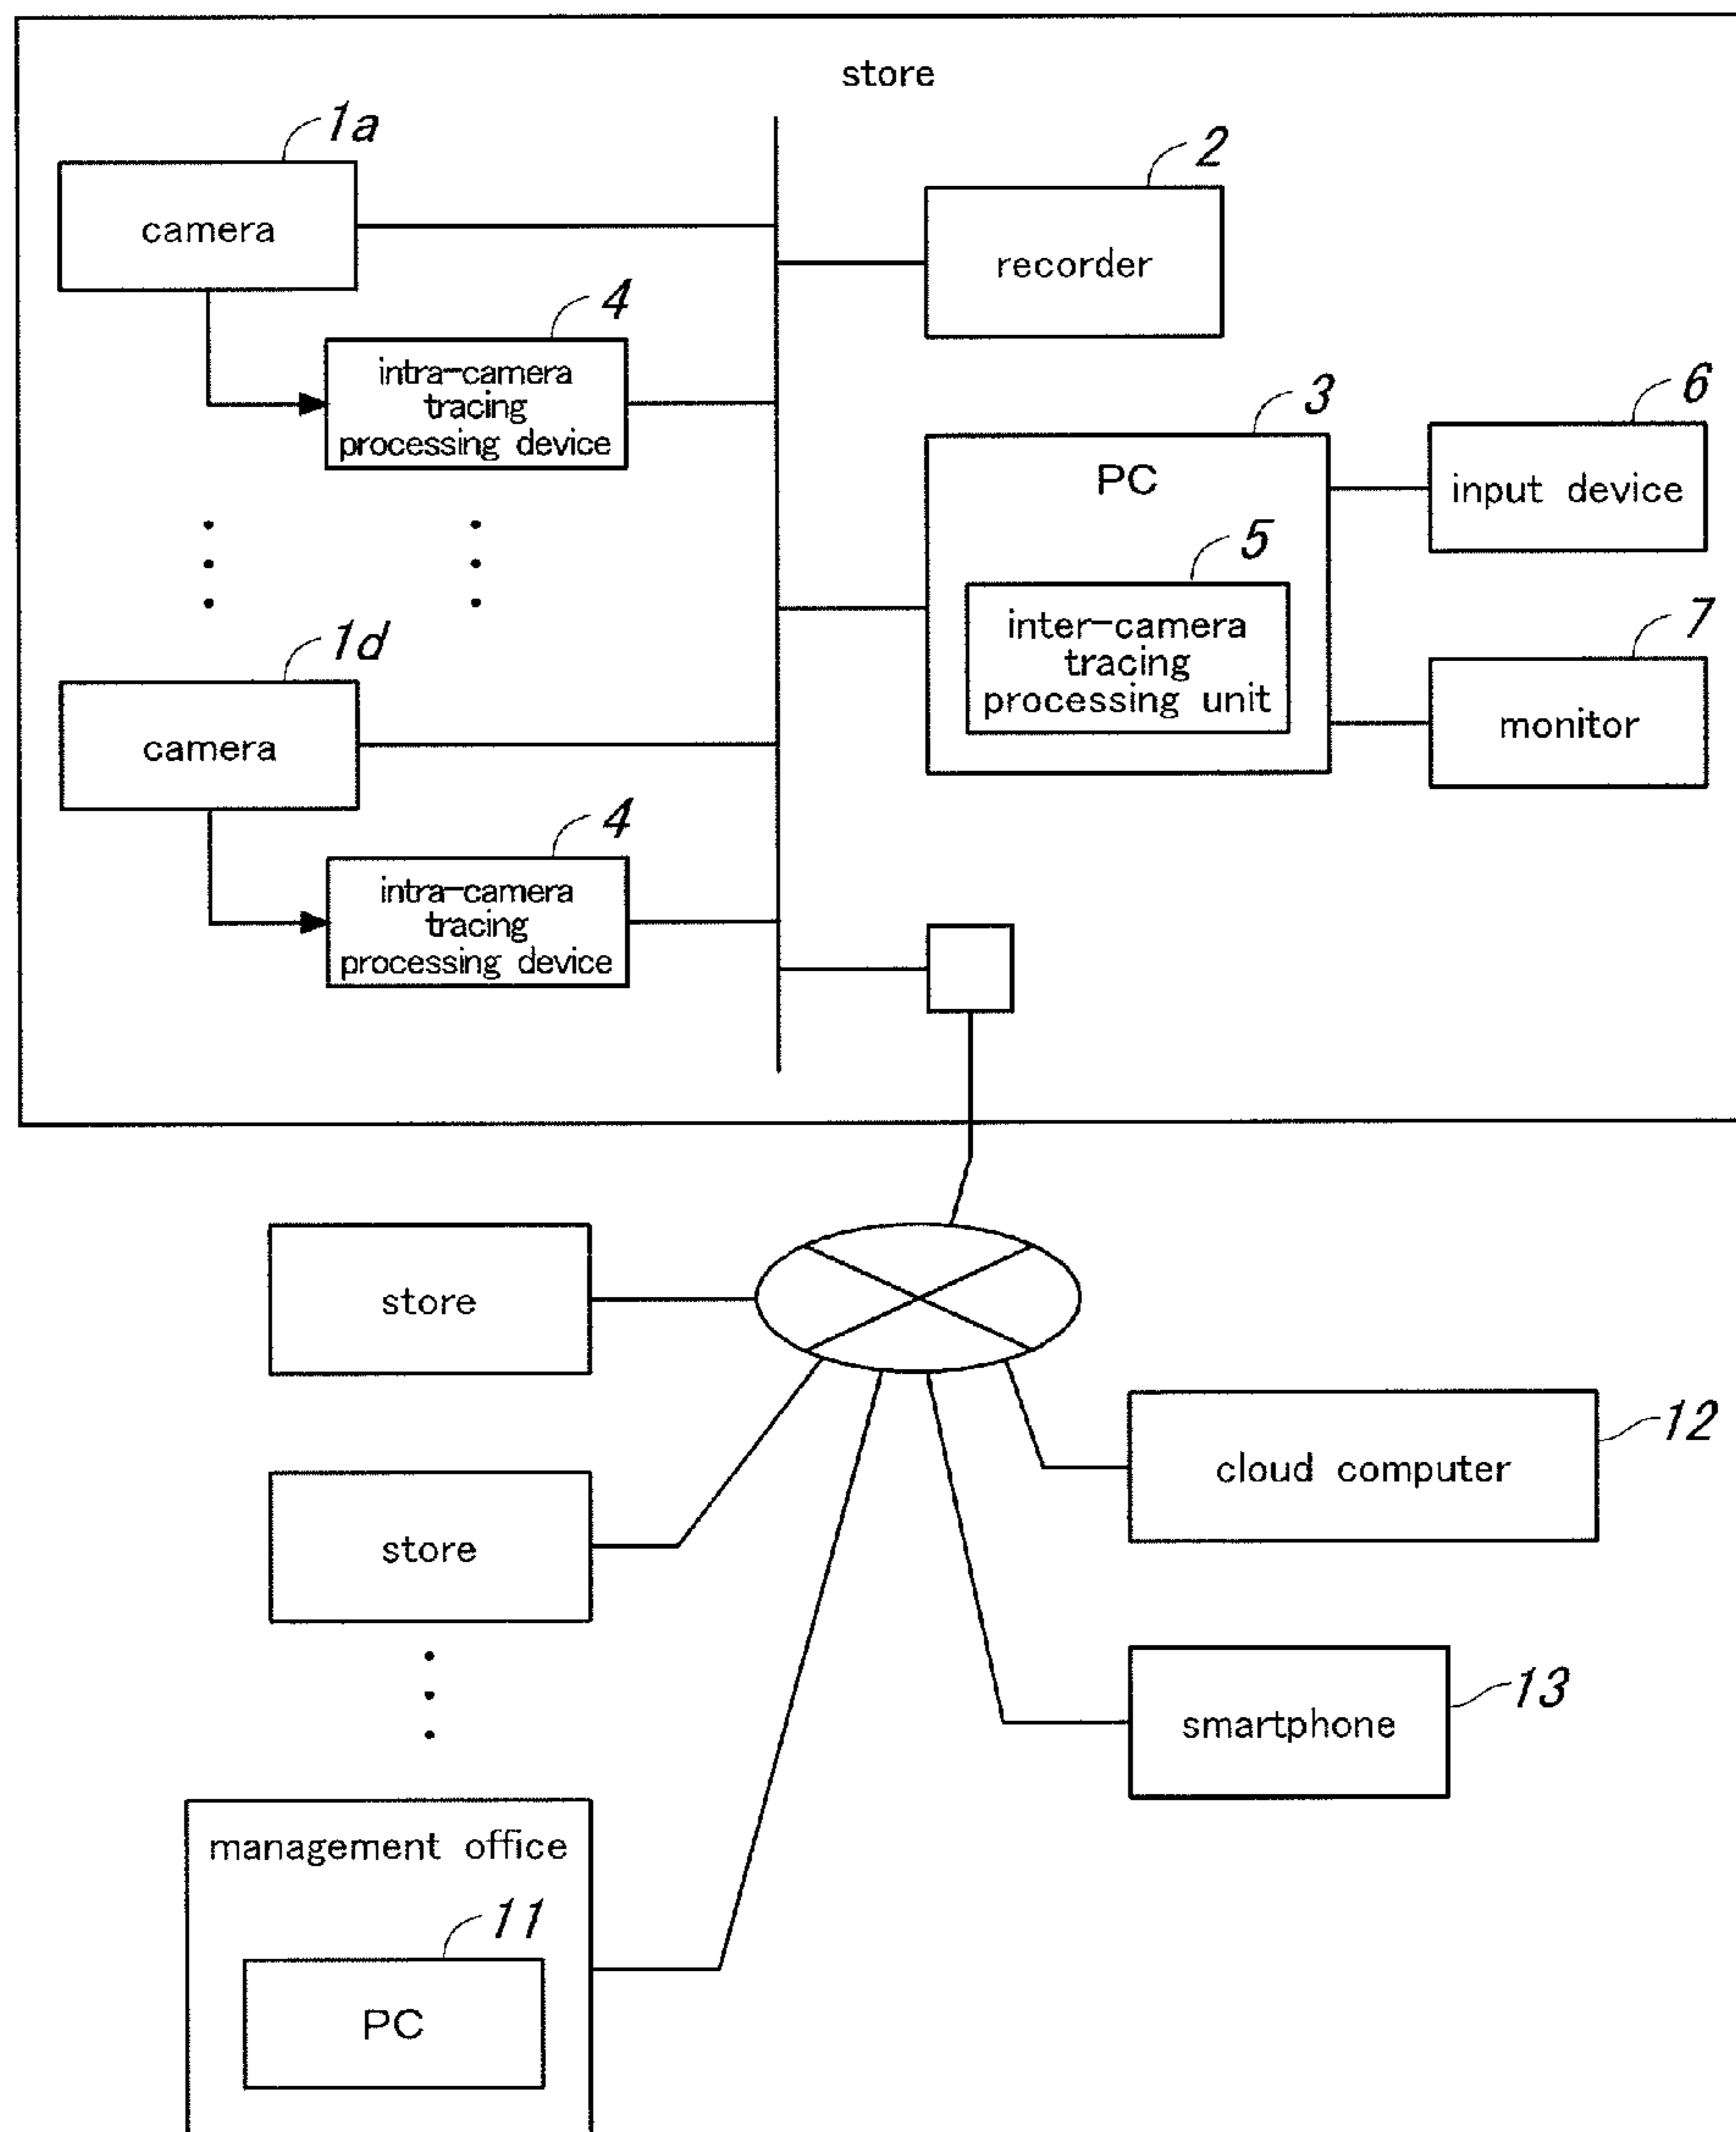 store
1a
camera
2
recorder
4
intra-camera
tracing
processing device
3
PC
6
input device
5
inter-camera
tracing
processing unit
7
monitor
1d
camera
4
intra-camera
tracing
processing device
store
12
cloud computer
store
13
smartphone
management office
11
PC